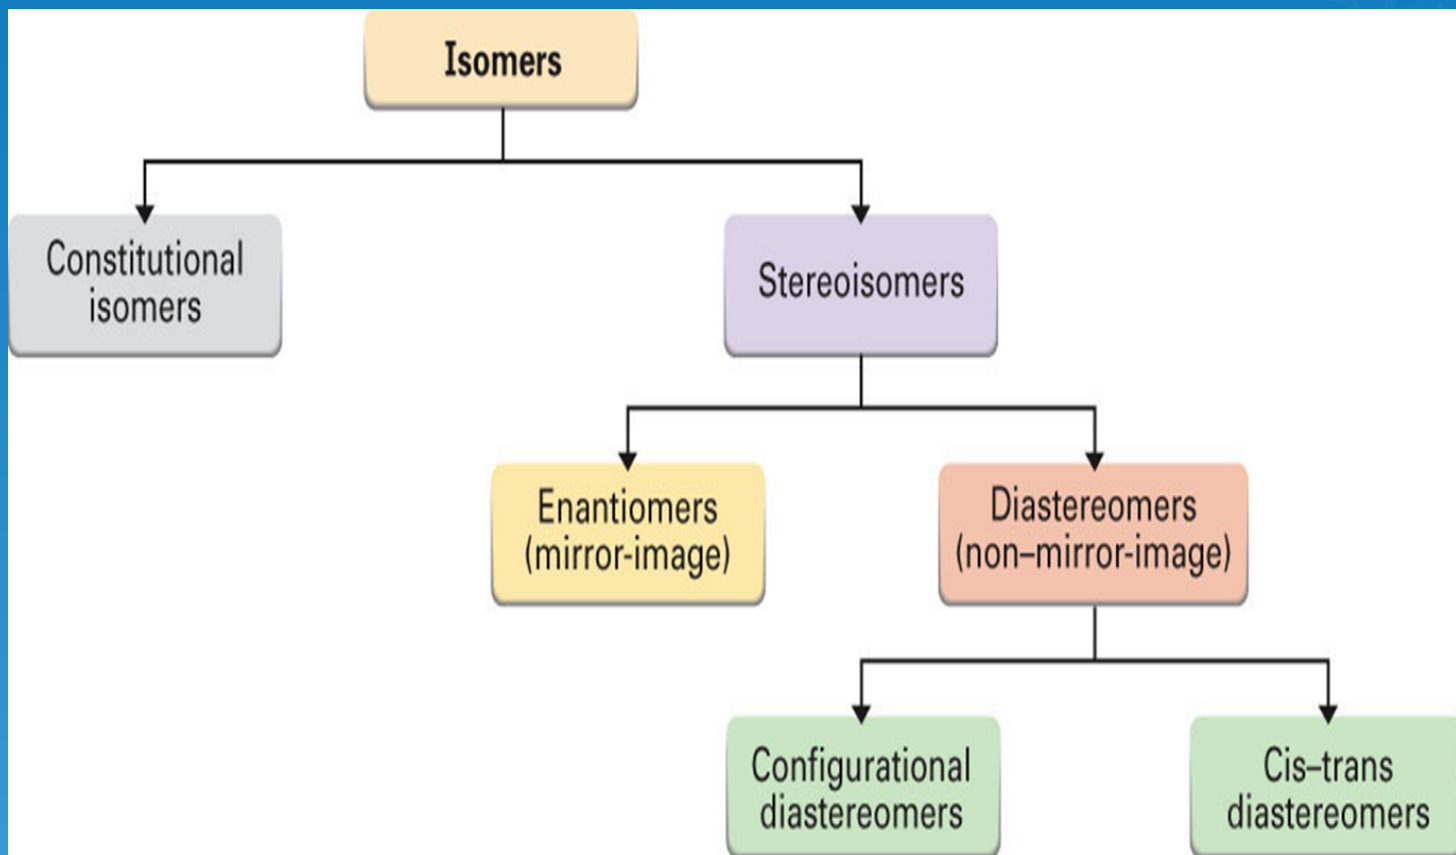 Isomers
Constitutional
isomers
Stereoisomers
Enantiomers
(mirror-image)
Diastereomers
(non–mirror-image)
Configurational
diastereomers
Cis–trans
diastereomers